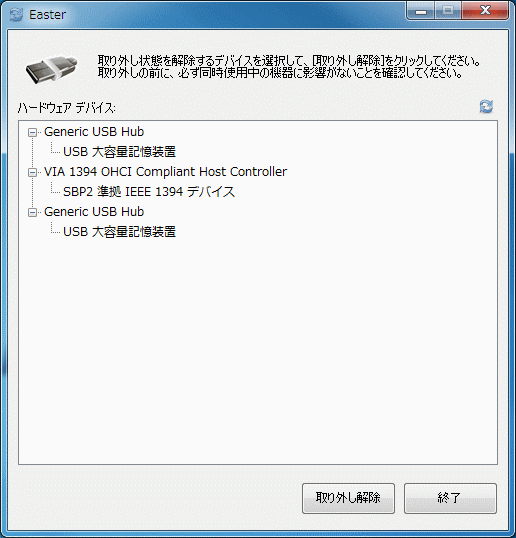 Easter
取り外し状態を解除するデバイスを選択して、[取り外し解除]をクリックしてください。
取り外しの前に、必ず同時使用中の機器に影響がないことを確認してください。
ハードウェア デバイス:
Generic USB Hub
USB 大容量記憶装置
VIA 1394 OHCI Compliant Host Controller
SBP2 準拠 IEEE 1394 デバイス
Generic USB Hub
USB 大容量記憶装置
取り外し解除
終了